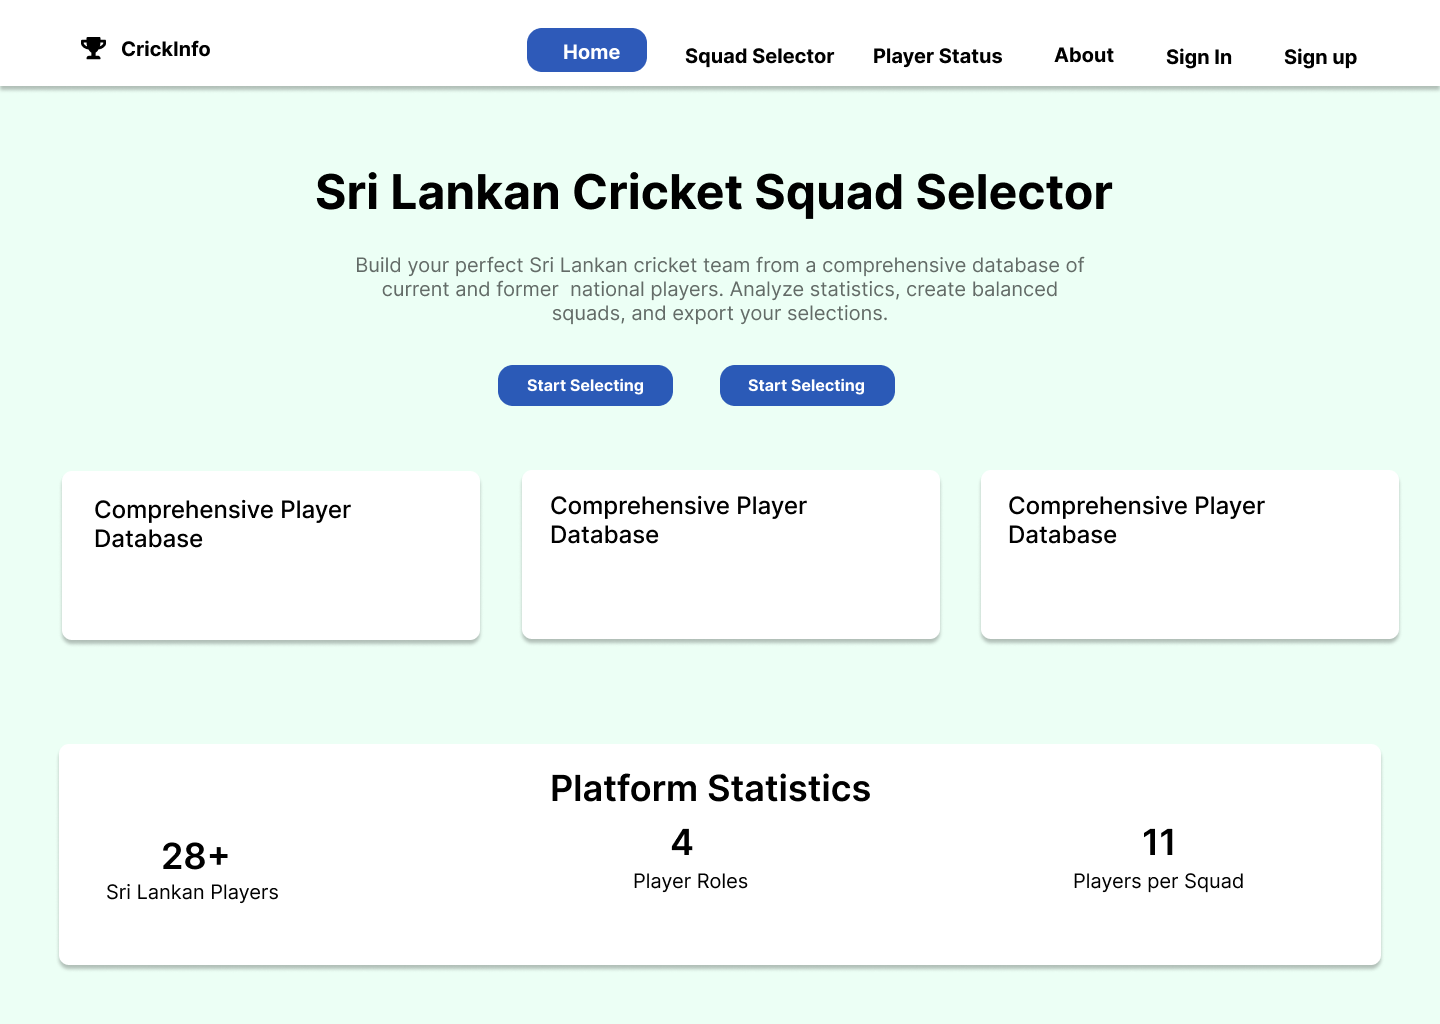 CrickInfo
Home
Squad Selector
Player Status
About
Sign In
Sign up
Sri Lankan Cricket Squad Selector
Build your perfect Sri Lankan cricket team from a comprehensive database of
current and former  national players. Analyze statistics, create balanced
squads, and export your selections.
Start Selecting
Start Selecting
Comprehensive Player
Database
Comprehensive Player
Database
Comprehensive Player
Database
Platform Statistics
28+
Sri Lankan Players
4
Player Roles
11
Players per Squad